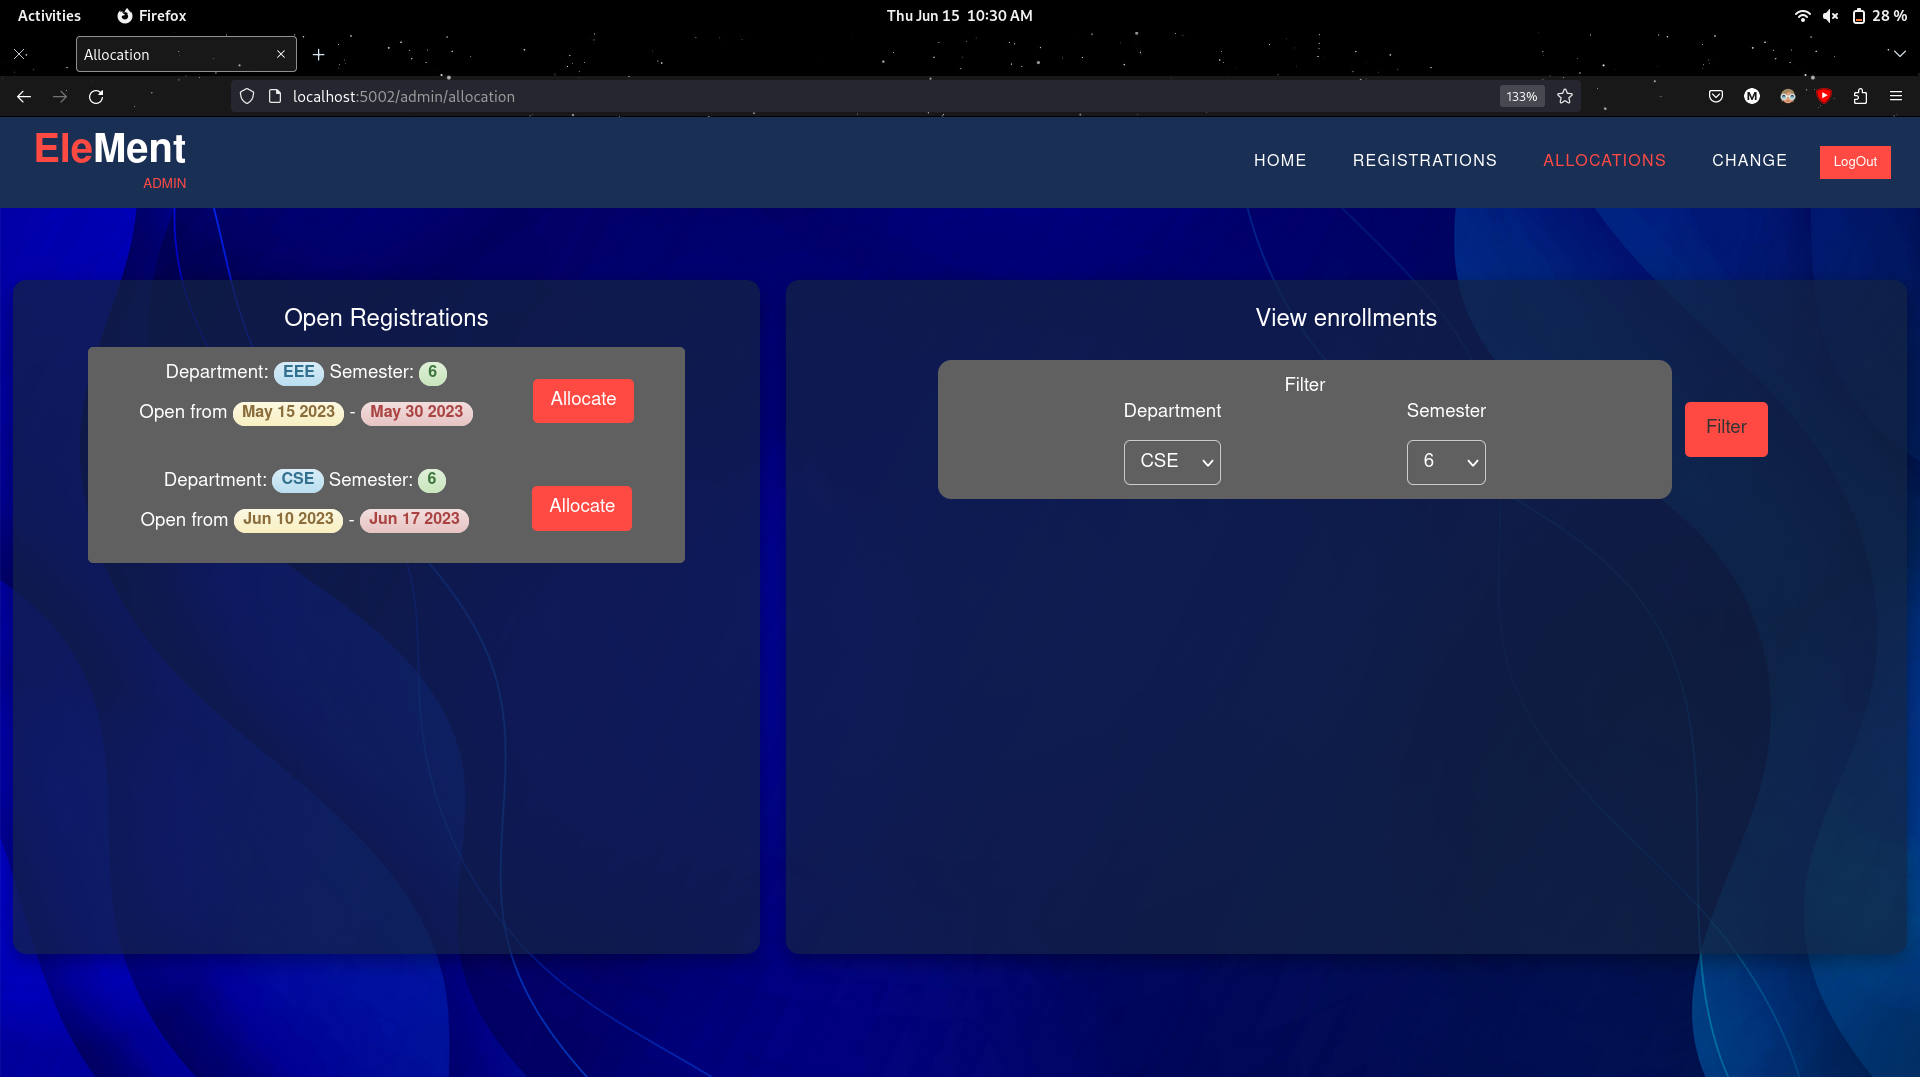 Activities Firefox Thu Jun 15 10:30 AM 28 %
Allocation
localhost:5002/admin/allocation 133% M
EleMent
ADMIN
HOME REGISTRATIONS ALLOCATIONS CHANGE LogOut
Open Registrations
Department: EEE Semester: 6
Open from May 15 2023 - May 30 2023
Allocate
Department: CSE Semester: 6
Open from Jun 10 2023 - Jun 17 2023
Allocate
View enrollments
Filter
Department Semester
CSE 6
Filter